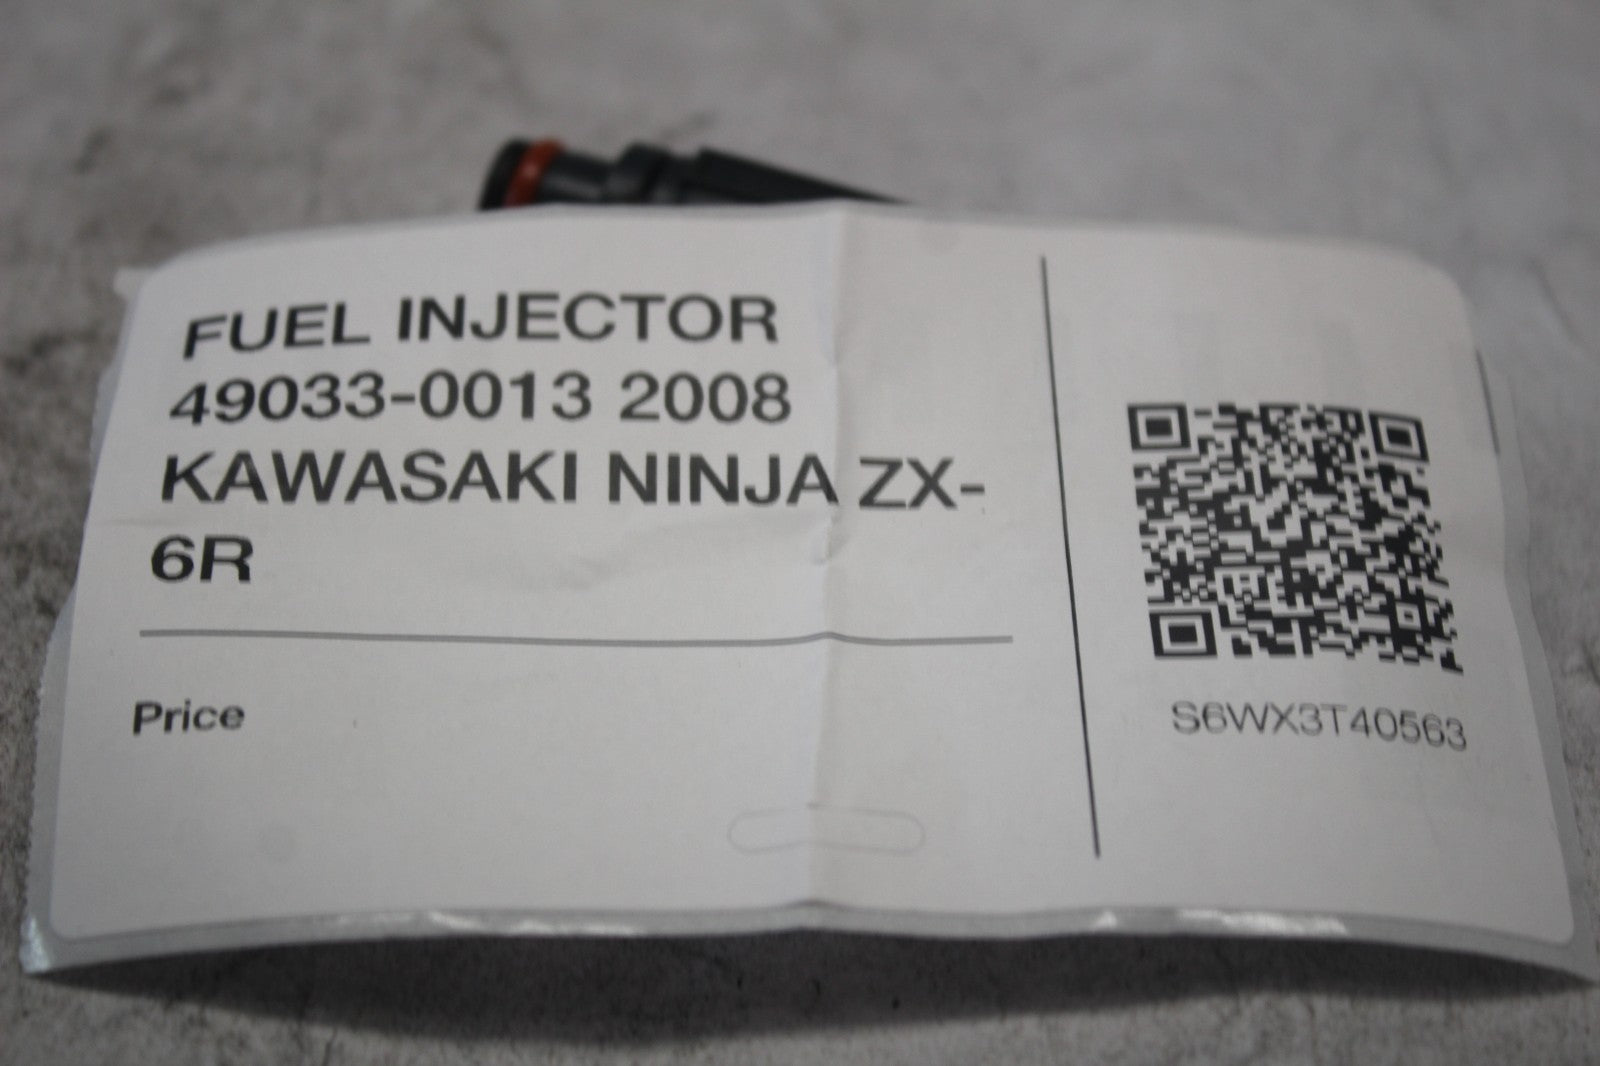 FUEL INJECTOR
49033-0013 2008
KAWASAKI NINJA ZX-
6R
Price
S6WX3T40563